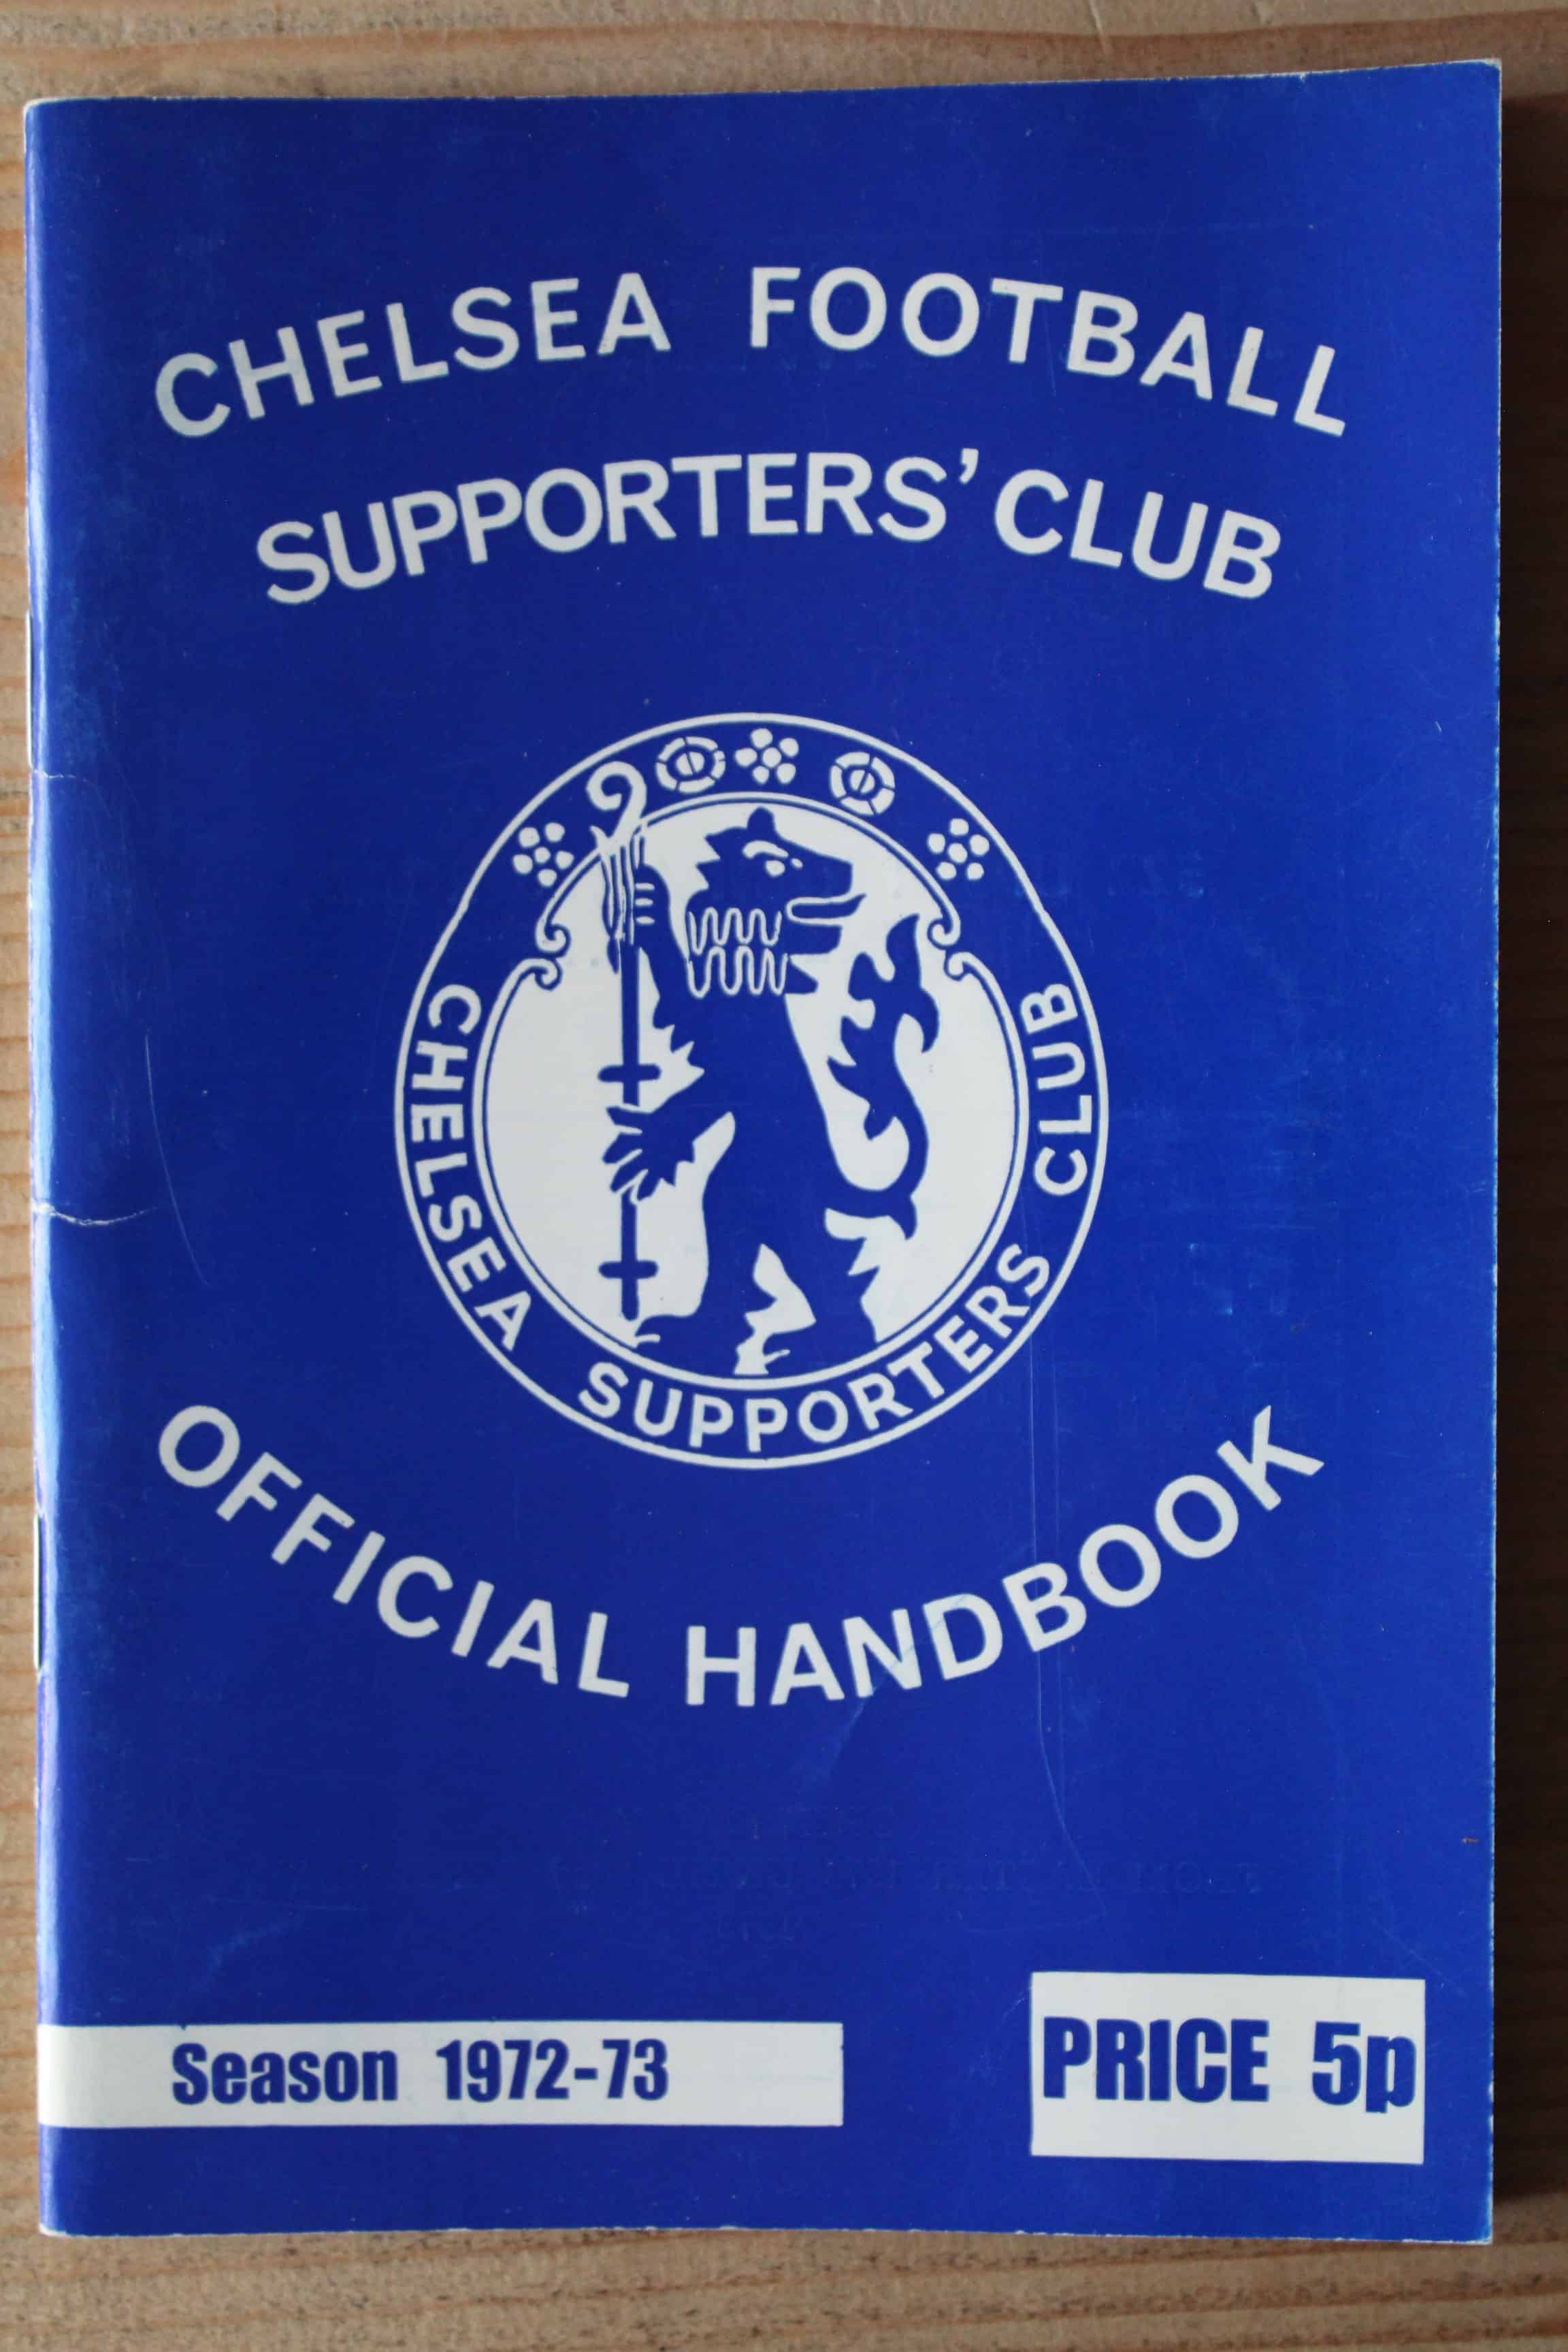 CHELSEA FOOTBALL
SUPPORTERS' CLUB
CHELSEA SUPPORTERS CLUB
OFFICIAL HANDBOOK
Season 1972-73
PRICE 5p